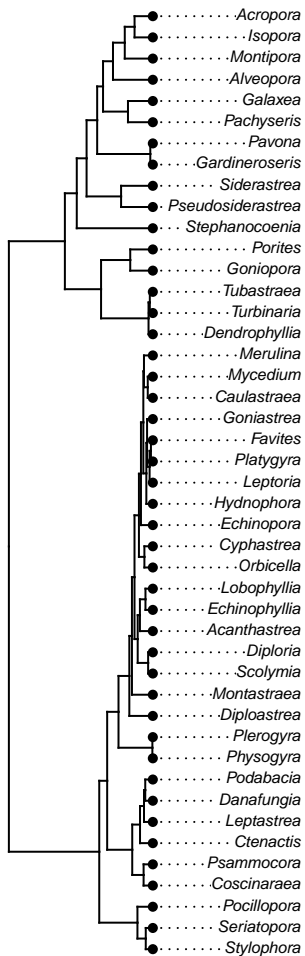 Acropora
Isopora
Montipora
Alveopora
Galaxea
Pachyseris
Pavona
Gardineroseris
Siderastrea
Pseudosiderastrea
Stephanocoenia
Porites
Goniopora
Tubastraea
Turbinaria
Dendrophyllia
Merulina
Mycedium
Caulastraea
Goniastrea
Favites
Platygyra
Leptoria
Hydnophora
Echinopora
Cyphastrea
Orbicella
Lobophyllia
Echinophyllia
Acanthastrea
Diploria
Scolymia
Montastraea
Diploastrea
Plerogyra
Physogyra
Podabacia
Danafungia
Leptastrea
Ctenactis
Psammocora
Coscinaraea
Pocillopora
Seriatopora
Stylophora